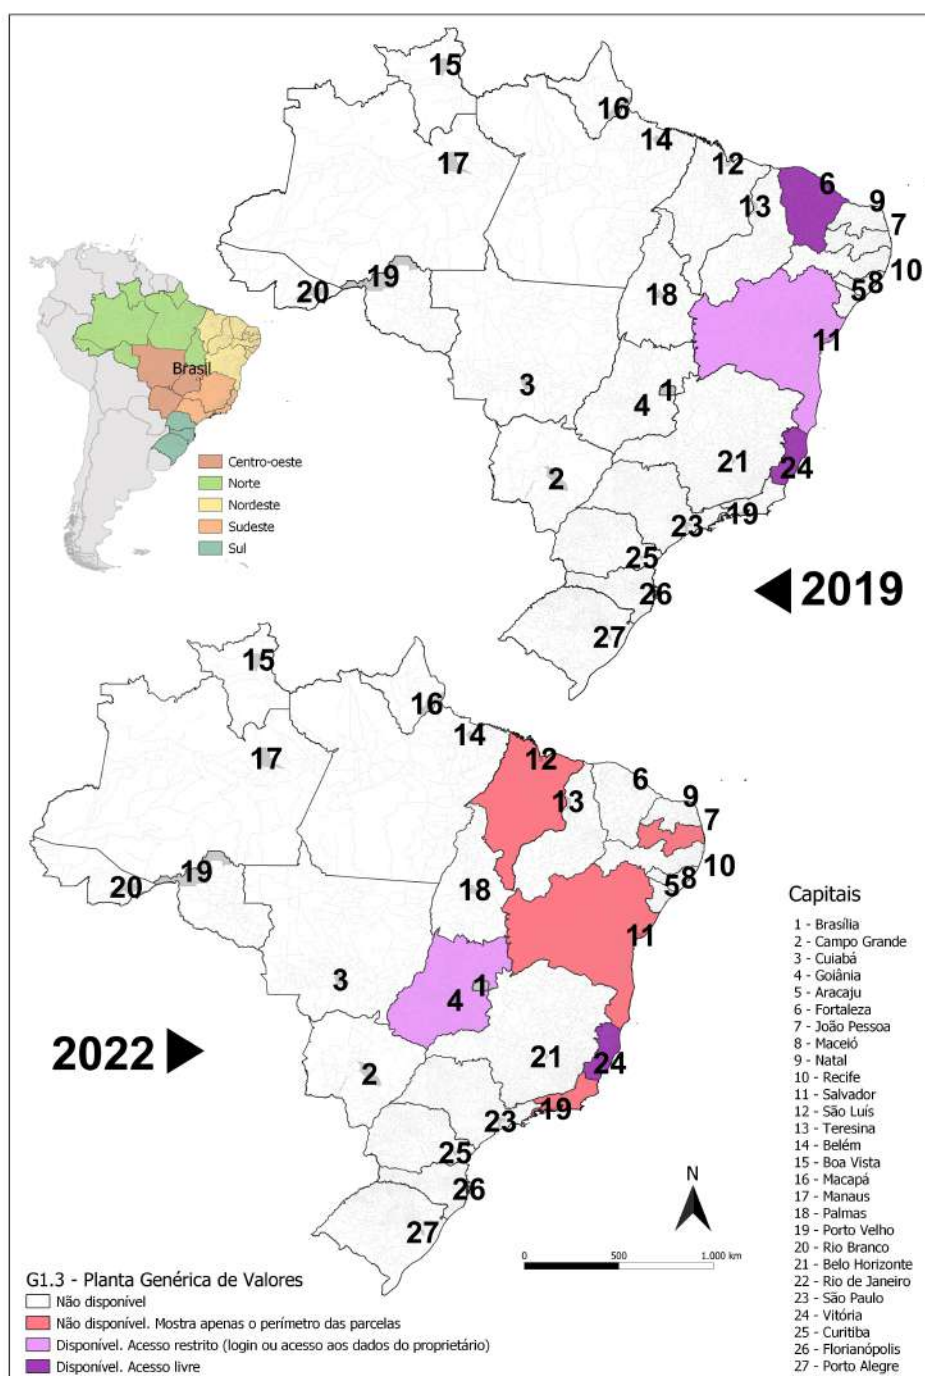 15
16
14
17
12
6
13
9
7
10
19
20
18
8
5
11
Brasil
3
1
4
2
21
24
Centro-oeste
Norte
Nordeste
Sudeste
Sul
19
23
25
26
2019
27
15
16
14
17
12
6
13
9
7
10
19
20
18
8
5
11
3
1
4
2022
2
21
24
19
23
25
26
27
N
0 500 1.000 km
Capitais
1 - Brasília
2 - Campo Grande
3 - Cuiabá
4 - Goiânia
5 - Aracaju
6 - Fortaleza
7 - João Pessoa
8 - Maceió
9 - Natal
10 - Recife
11 - Salvador
12 - São Luís
13 - Teresina
14 - Belém
15 - Boa Vista
16 - Macapá
17 - Manaus
18 - Palmas
19 - Porto Velho
20 - Rio Branco
21 - Belo Horizonte
22 - Rio de Janeiro
23 - São Paulo
24 - Vitória
25 - Curitiba
26 - Florianópolis
27 - Porto Alegre
G1.3 - Planta Genérica de Valores
Não disponível
Não disponível. Mostra apenas o perímetro das parcelas
Disponível. Acesso restrito (login ou acesso aos dados do proprietário)
Disponível. Acesso livre